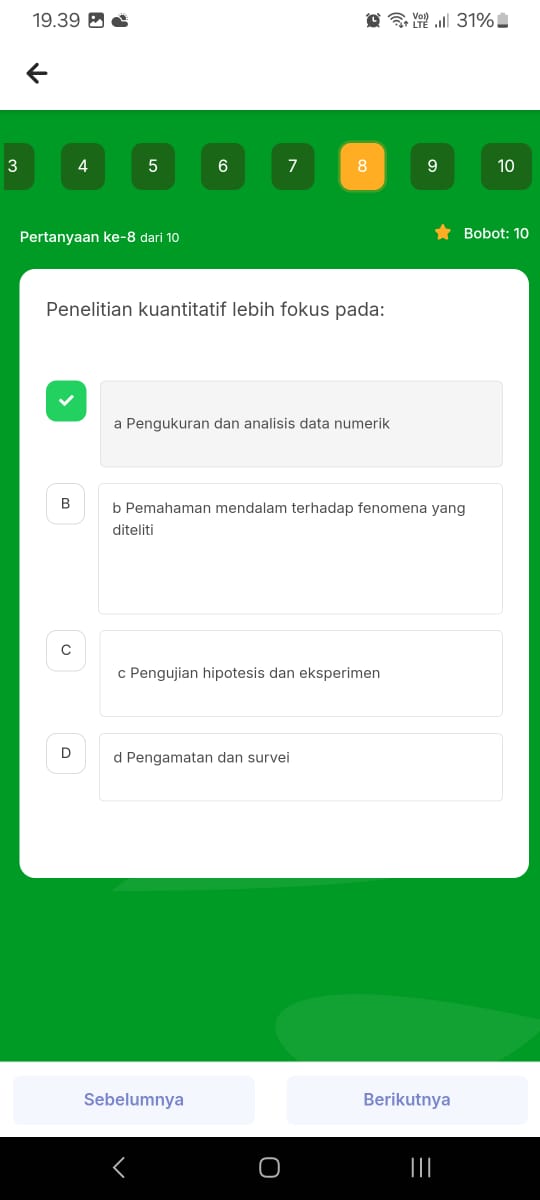 19.39
Vo))
LTE
31%
3 4 5 6 7 8 9 10
Pertanyaan ke-8 dari 10
Bobot: 10
Penelitian kuantitatif lebih fokus pada:
a Pengukuran dan analisis data numerik
B
b Pemahaman mendalam terhadap fenomena yang
diteliti
C
c Pengujian hipotesis dan eksperimen
D
d Pengamatan dan survei
Sebelumnya
Berikutnya